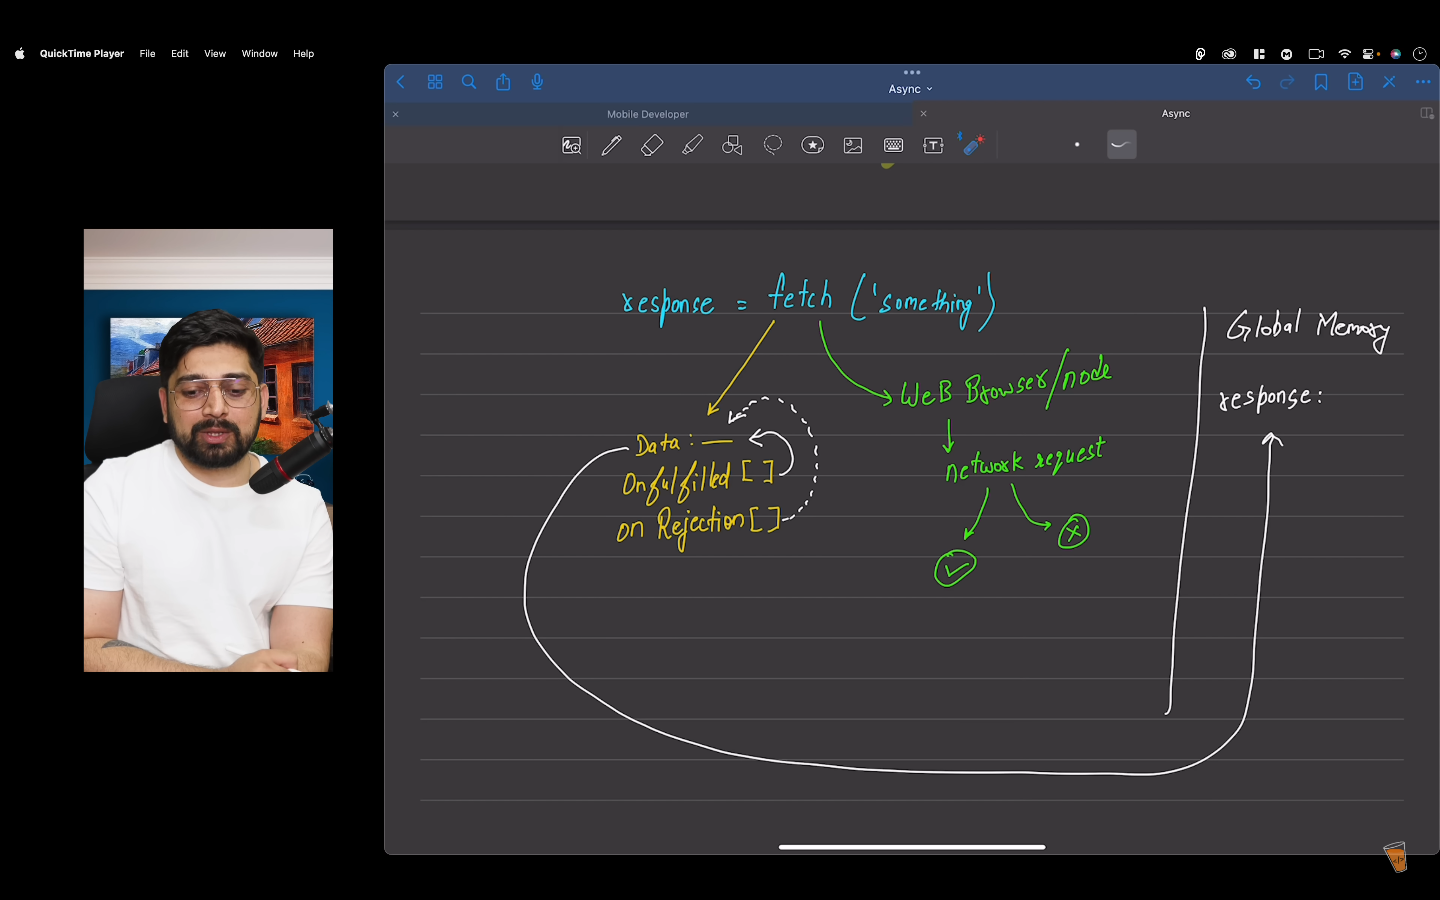 QuickTime Player File Edit View Window Help
Async
Mobile Developer
Async
response = fetch ('something')
Global Memory
WeB Browser/node
response:
Data: —
network request
Onfulfilled [ ]
on Rejection [ ]